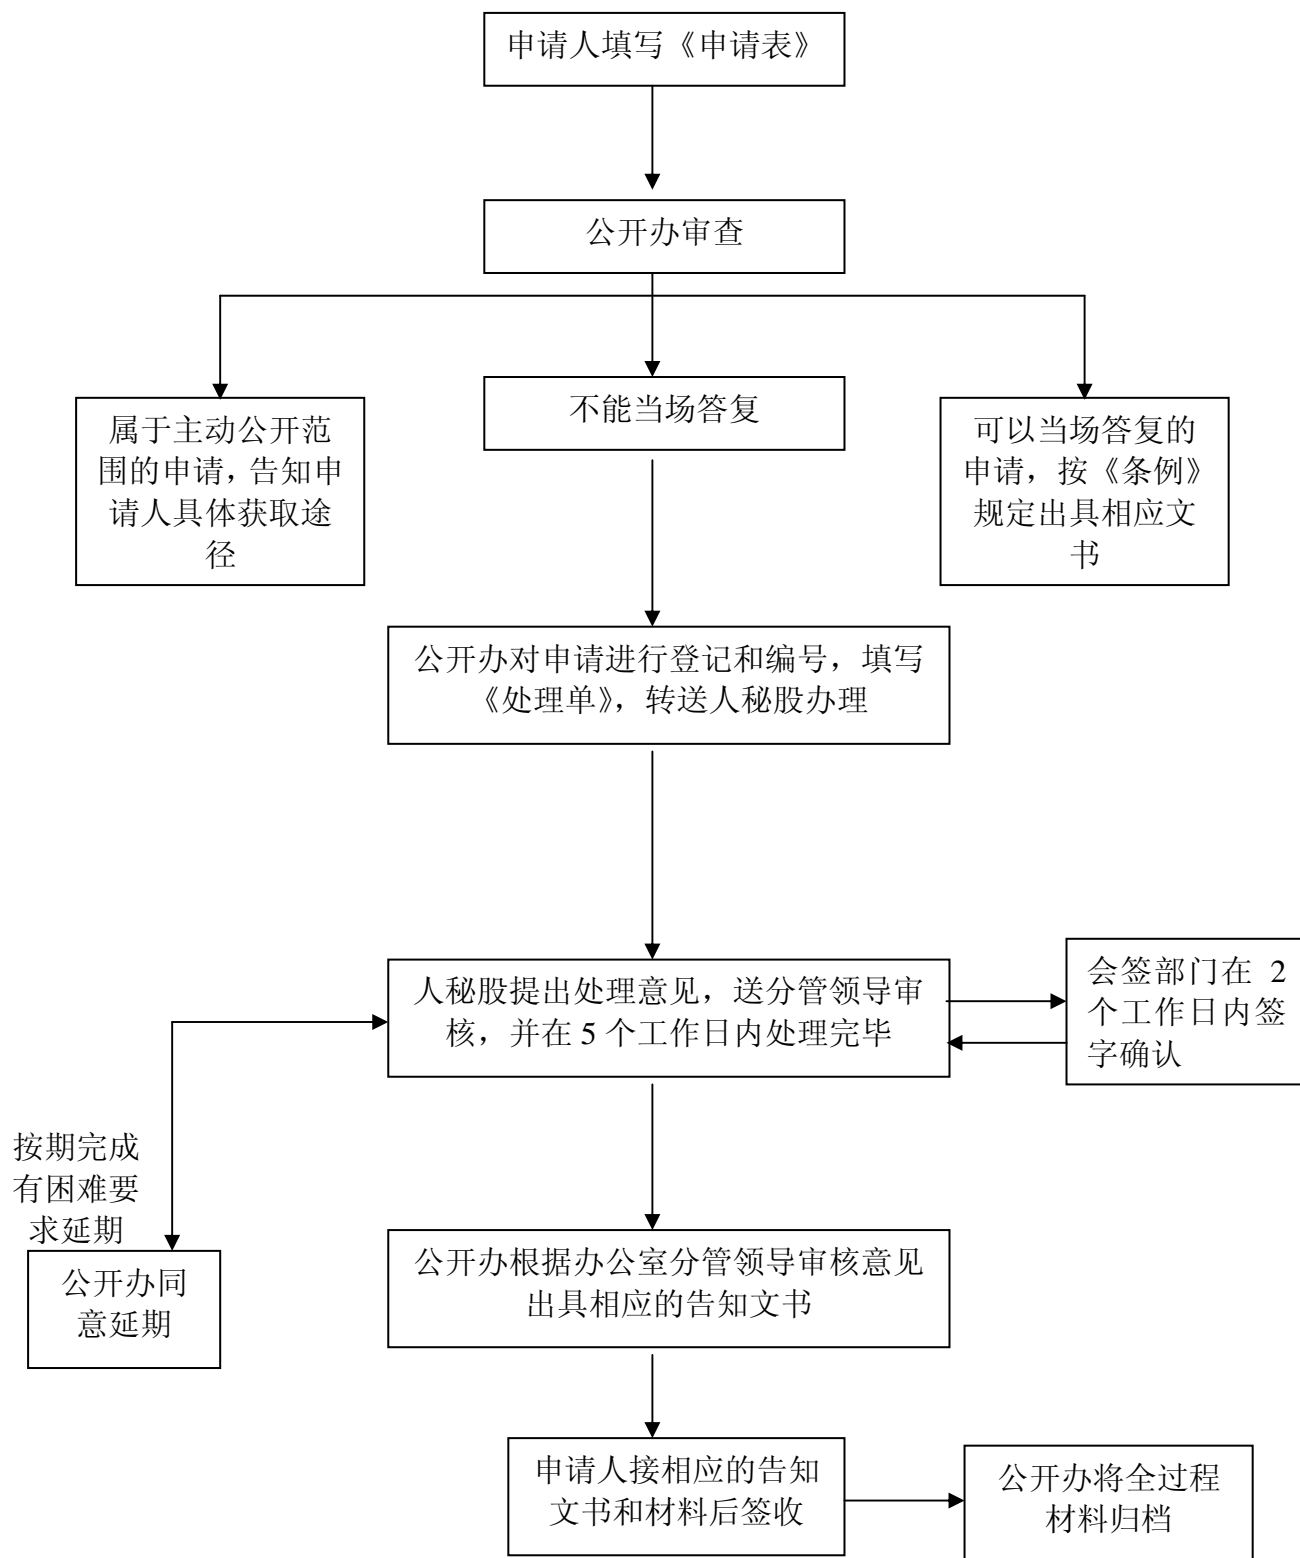 申请人填写《申请表》
公开办审查
不能当场答复
属于主动公开范
围的申请，告知申
请人具体获取途
径
可以当场答复的
申请，按《条例》
规定出具相应文
书
公开办对申请进行登记和编号，填写
《处理单》，转送人秘股办理
人秘股提出处理意见，送分管领导审
核，并在 5 个工作日内处理完毕
会签部门在 2
个工作日内签
字确认
按期完成
有困难要
求延期
公开办同
意延期
公开办根据办公室分管领导审核意见
出具相应的告知文书
申请人接相应的告知
文书和材料后签收
公开办将全过程
材料归档